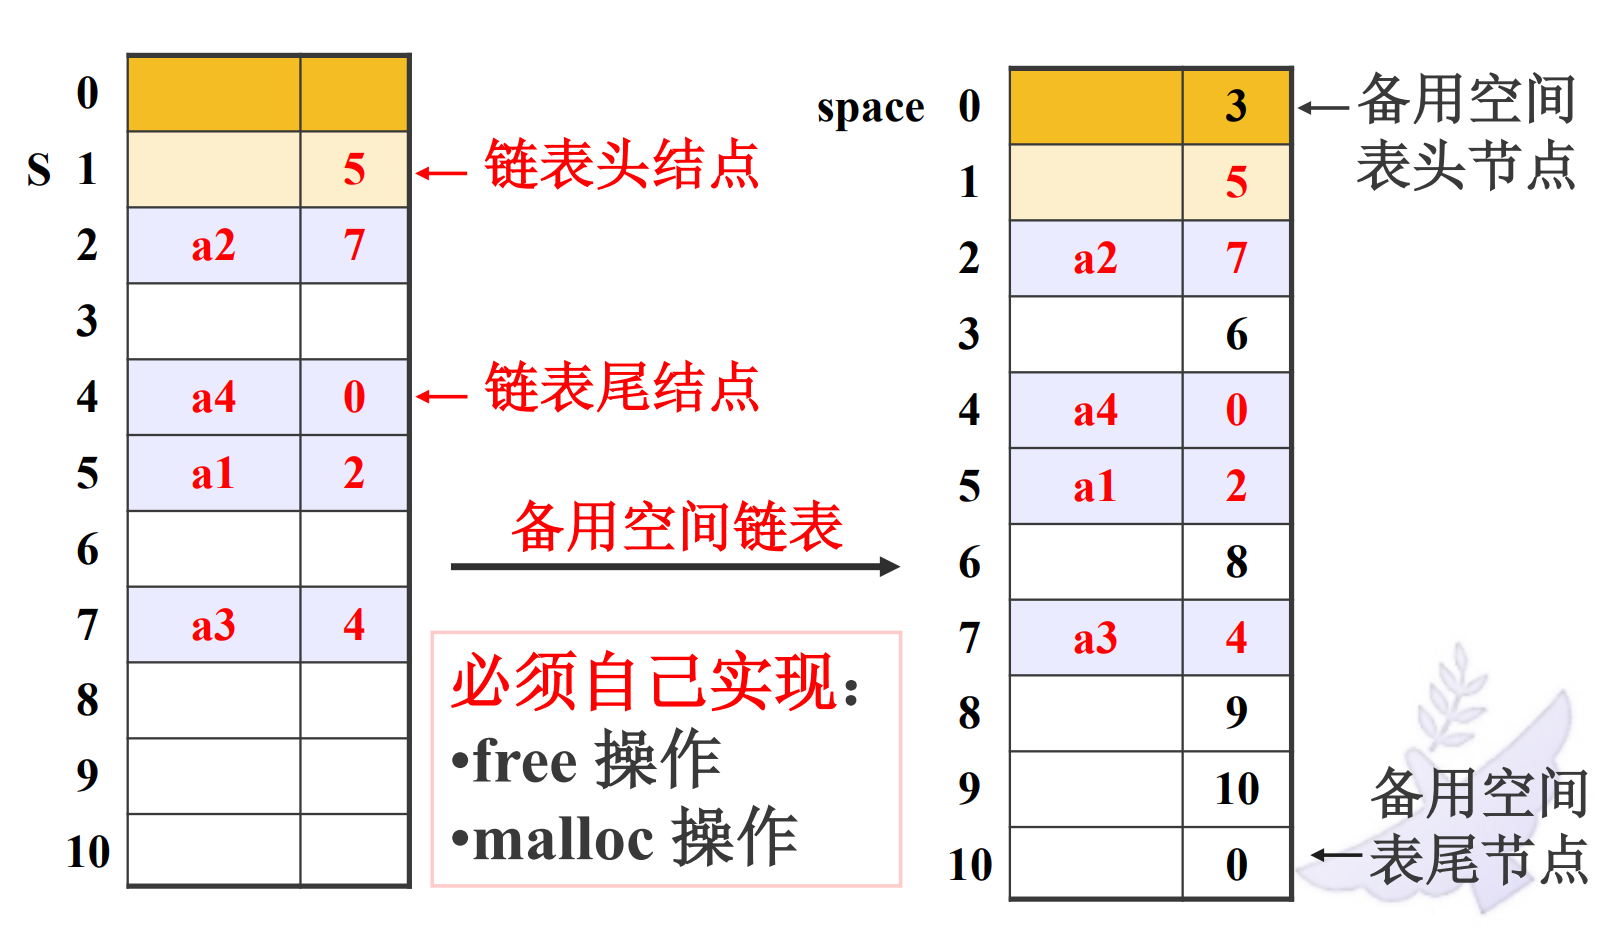 0
S 1 5 ←链表头结点
2 a2 7
3
4 a4 0 ←链表尾结点
5 a1 2
6
7 a3 4
8
9
10
备用空间链表
必须自己实现：
•free 操作
•malloc 操作
space 0 3 ←备用空间
表头节点
1 5
2 a2 7
3 6
4 a4 0
5 a1 2
6 8
7 a3 4
8 9
9 10
备用空间
10 0 ←表尾节点